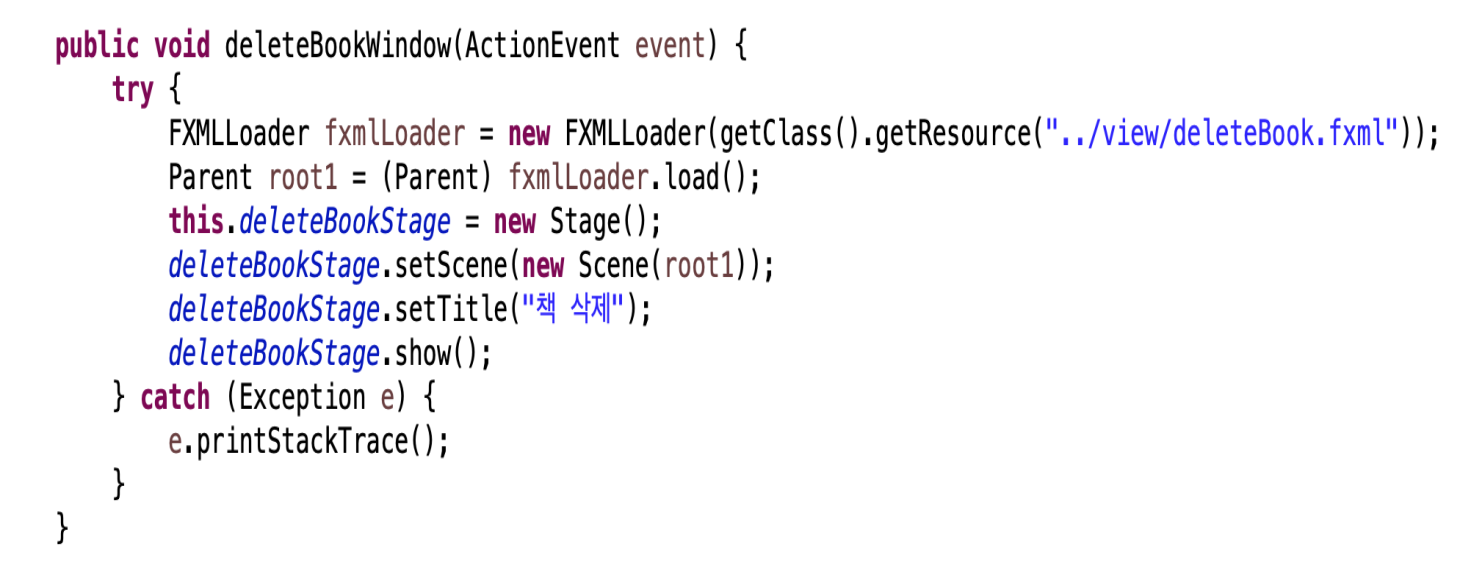 public void deleteBookWindow(ActionEvent event) {
    try {
        FXMLLoader fxmlLoader = new FXMLLoader(getClass().getResource("../view/deleteBook.fxml"));
        Parent root1 = (Parent) fxmlLoader.load();
        this.deleteBookStage = new Stage();
        deleteBookStage.setScene(new Scene(root1));
        deleteBookStage.setTitle("책 삭제");
        deleteBookStage.show();
    } catch (Exception e) {
        e.printStackTrace();
    }
}